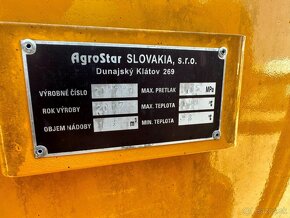 AgroStar SLOVAKIA, s.r.o.
Dunajský Klátov 269
VÝROBNÉ ČÍSLO MAX. PRETLAK MPa
ROK VÝROBY MAX. TEPLOTA °C
OBJEM NÁDOBY m³ MIN. TEPLOTA °C